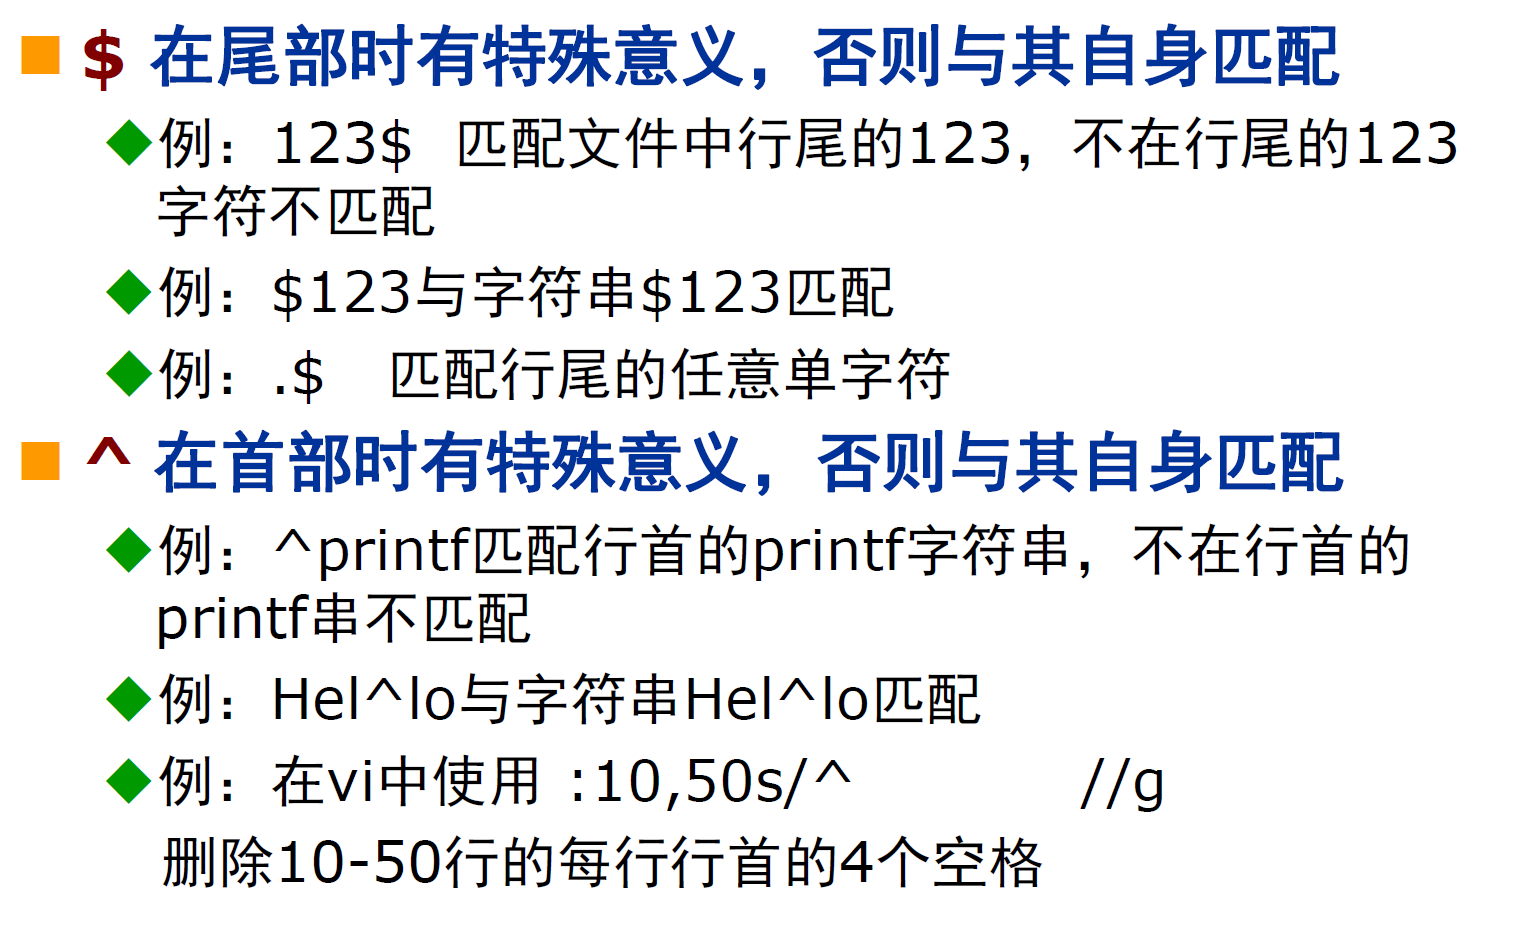 $ 在尾部时有特殊意义，否则与其自身匹配
例：123$  匹配文件中行尾的123，不在行尾的123
字符不匹配
例：$123与字符串$123匹配
例：.$   匹配行尾的任意单字符
^ 在首部时有特殊意义，否则与其自身匹配
例：^printf匹配行首的printf字符串，不在行首的
printf串不匹配
例：Hel^lo与字符串Hel^lo匹配
例：在vi中使用 :10,50s/^    //g
删除10-50行的每行行首的4个空格